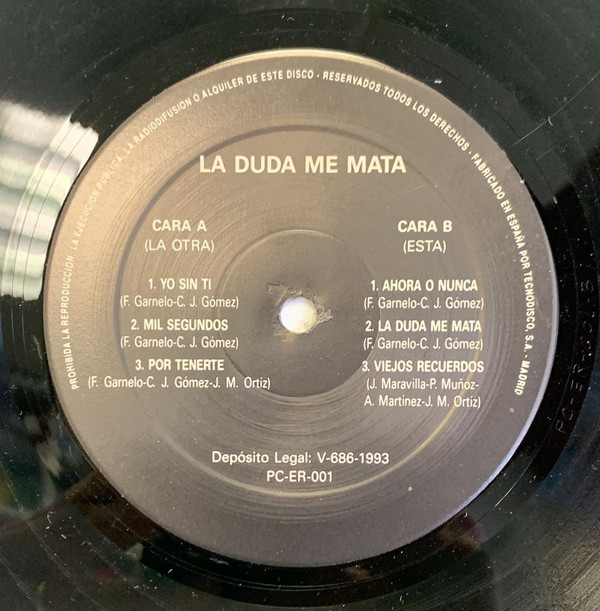 PROHIBIDA LA REPRODUCCION, LA EJECUCION PUBLICA, LA RADIODIFUSION O ALQUILER DE ESTE DISCO - RESERVADOS TODOS LOS DERECHOS - FABRICADO EN ESPAÑA POR TECNODISCO, S.A. - MADRID
LA DUDA ME MATA
CARA A
(LA OTRA)
1. YO SIN TI
(F. Garnelo-C. J. Gómez)
2. MIL SEGUNDOS
(F. Garnelo-C. J. Gómez)
3. POR TENERTE
(F. Garnelo-C. J. Gómez-J. M. Ortíz)
CARA B
(ESTA)
1. AHORA O NUNCA
(F. Garnelo-C. J. Gómez)
2. LA DUDA ME MATA
(F. Garnelo-C. J. Gómez)
3. VIEJOS RECUERDOS
(J. Maravilla-P. Muñoz-
A. Martinez-J. M. Ortíz)
Depósito Legal: V-686-1993
PC-ER-001